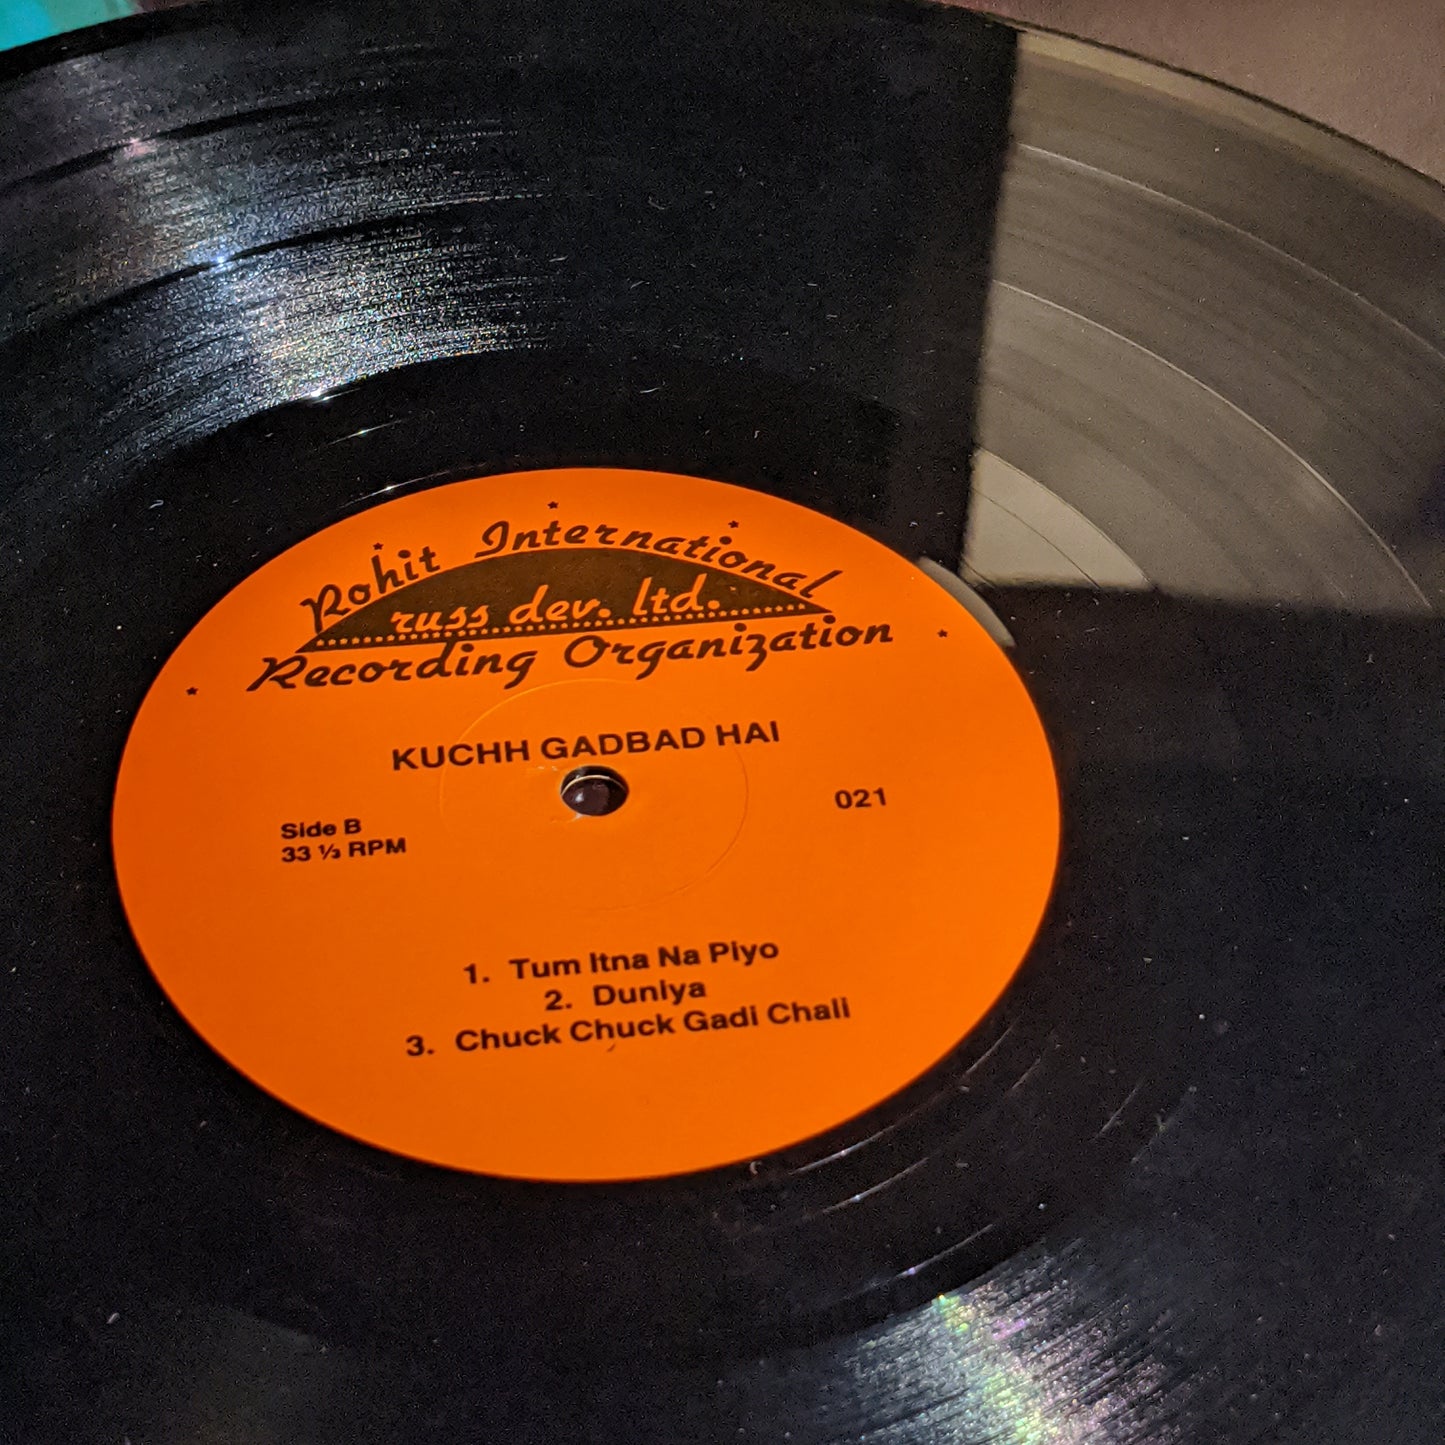 Rohit International
russ dev. ltd.
Recording Organization
KUCHH GADBAD HAI
Side B
33 ⅓ RPM
021
1. Tum Itna Na Piyo
2. Duniya
3. Chuck Chuck Gadi Chali